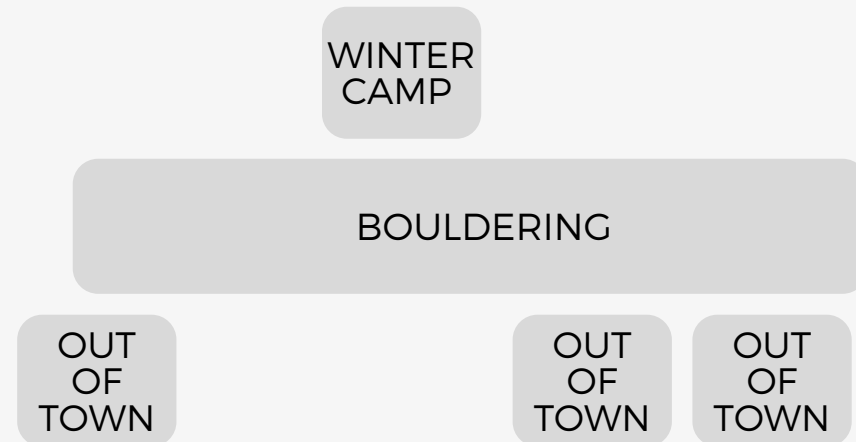 WINTER
CAMP
BOULDERING
OUT
OF
TOWN
OUT
OF
TOWN
OUT
OF
TOWN